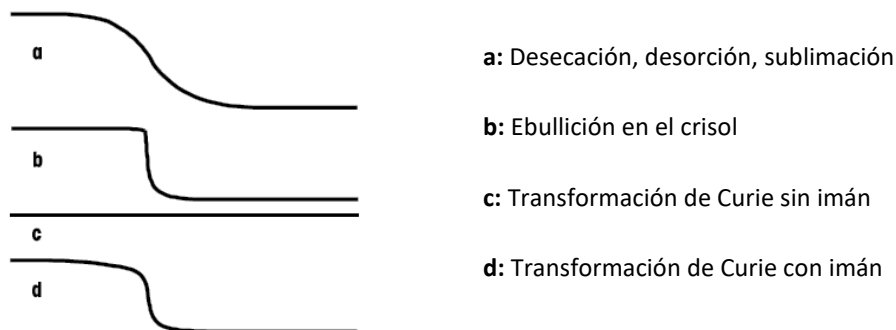 a
b
c
d
a: Desecación, desorción, sublimación
b: Ebullición en el crisol
c: Transformación de Curie sin imán
d: Transformación de Curie con imán